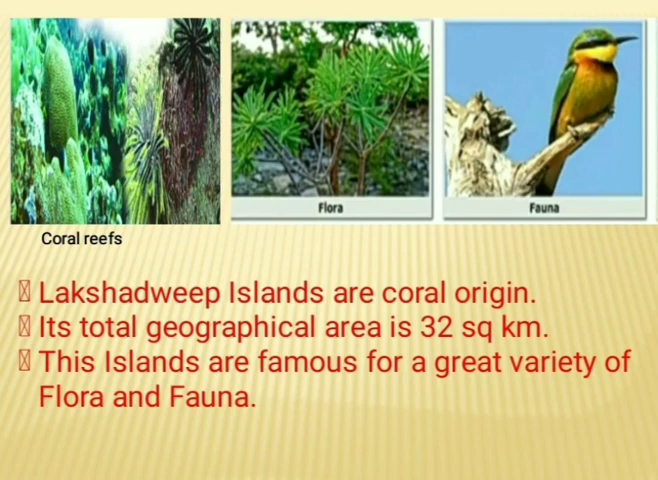 Flora
Fauna
Coral reefs
Lakshadweep Islands are coral origin.
Its total geographical area is 32 sq km.
This Islands are famous for a great variety of
Flora and Fauna.